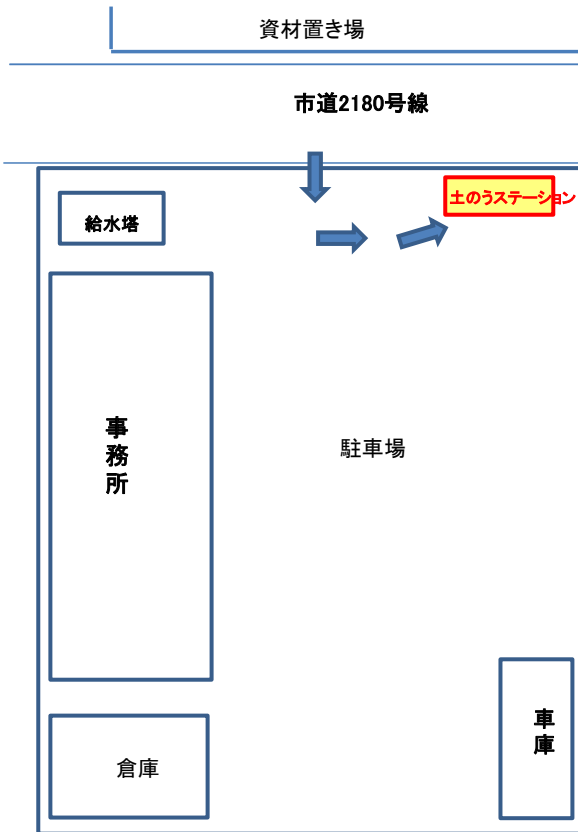 資材置き場
市道2180号線
土のうステーション
給水塔
事務所
駐車場
車庫
倉庫